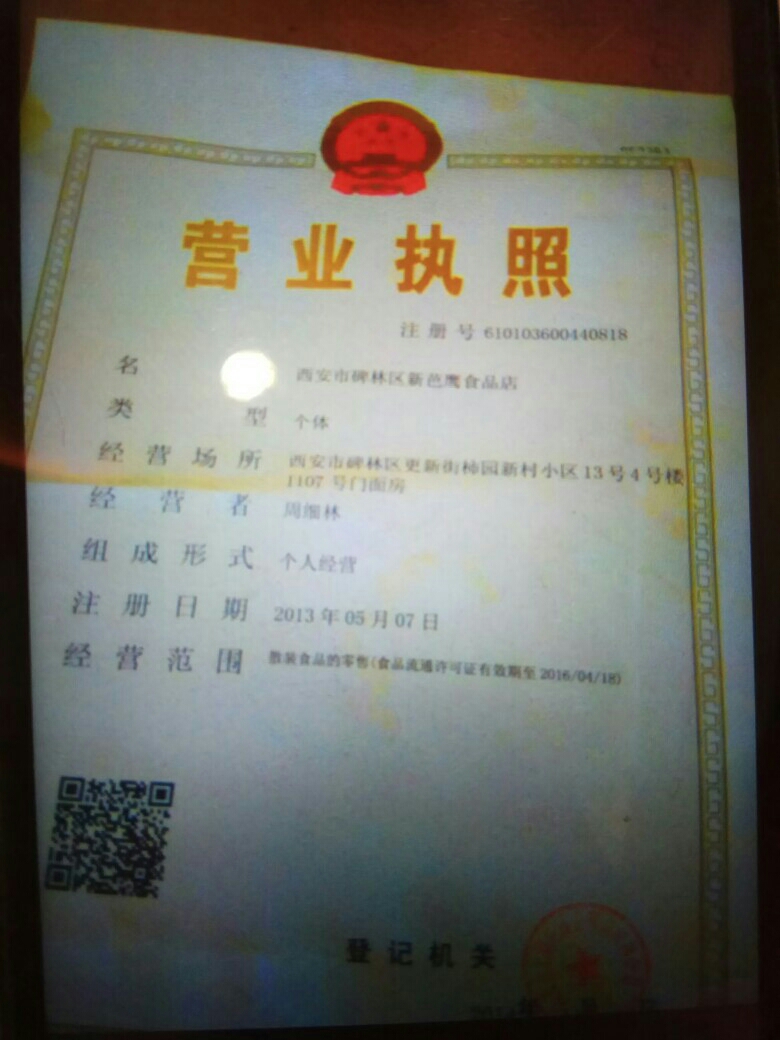 营业执照
注册号 610103600440818
名 西安市碑林区新芭鹰食品店
类型 个体
经营场所 西安市碑林区更新街柿园新村小区13号4号楼
1107号门面房
经营者 周细林
组成形式 个人经营
注册日期 2013年05月07日
经营范围 散装食品的零售(食品流通许可证有效期至2016/04/18)
登记机关
年